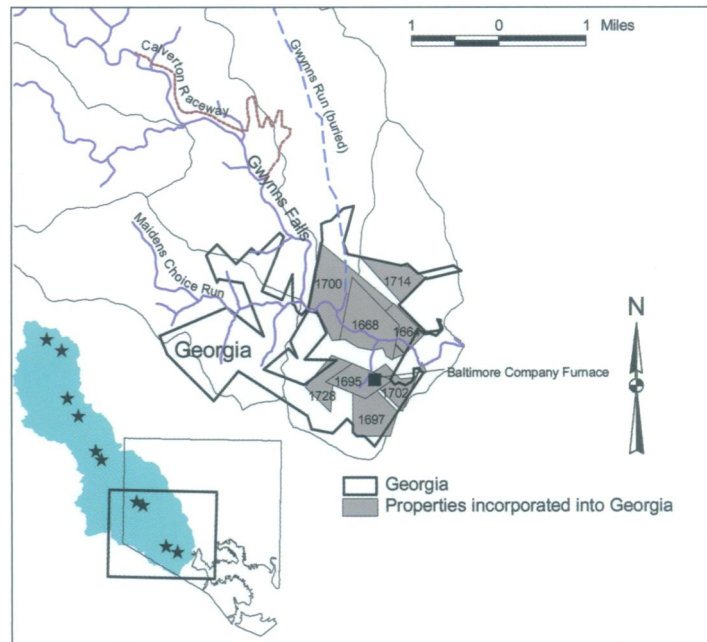 1 0 1 Miles
Calverton Raceway
Gwynns Run (buried)
Gwynns Falls
Maidens Choice Run
1700
1714
1668
1664
Georgia
1695
1702
1728
1697
Baltimore Company Furnace
N
Georgia
Properties incorporated into Georgia